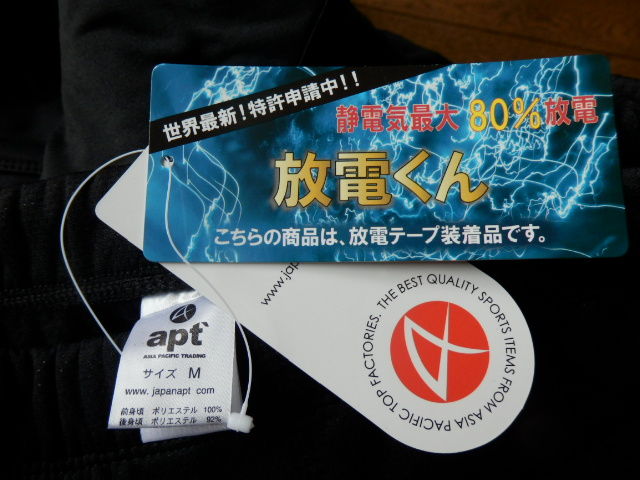 世界最新!特許申請中!!
静電気最大 80%放電
放電くん
こちらの商品は、放電テープ装着品です。
www.jap
THE BEST QUALITY SPORTS ITEMS FROM ASIA PACIFIC TOP FACTORIES.
apt
ASIA PACIFIC TRADING
サイズ M
www.japanapt.com
前身頃 ポリエステル 100%
後身頃 ポリエステル 92%